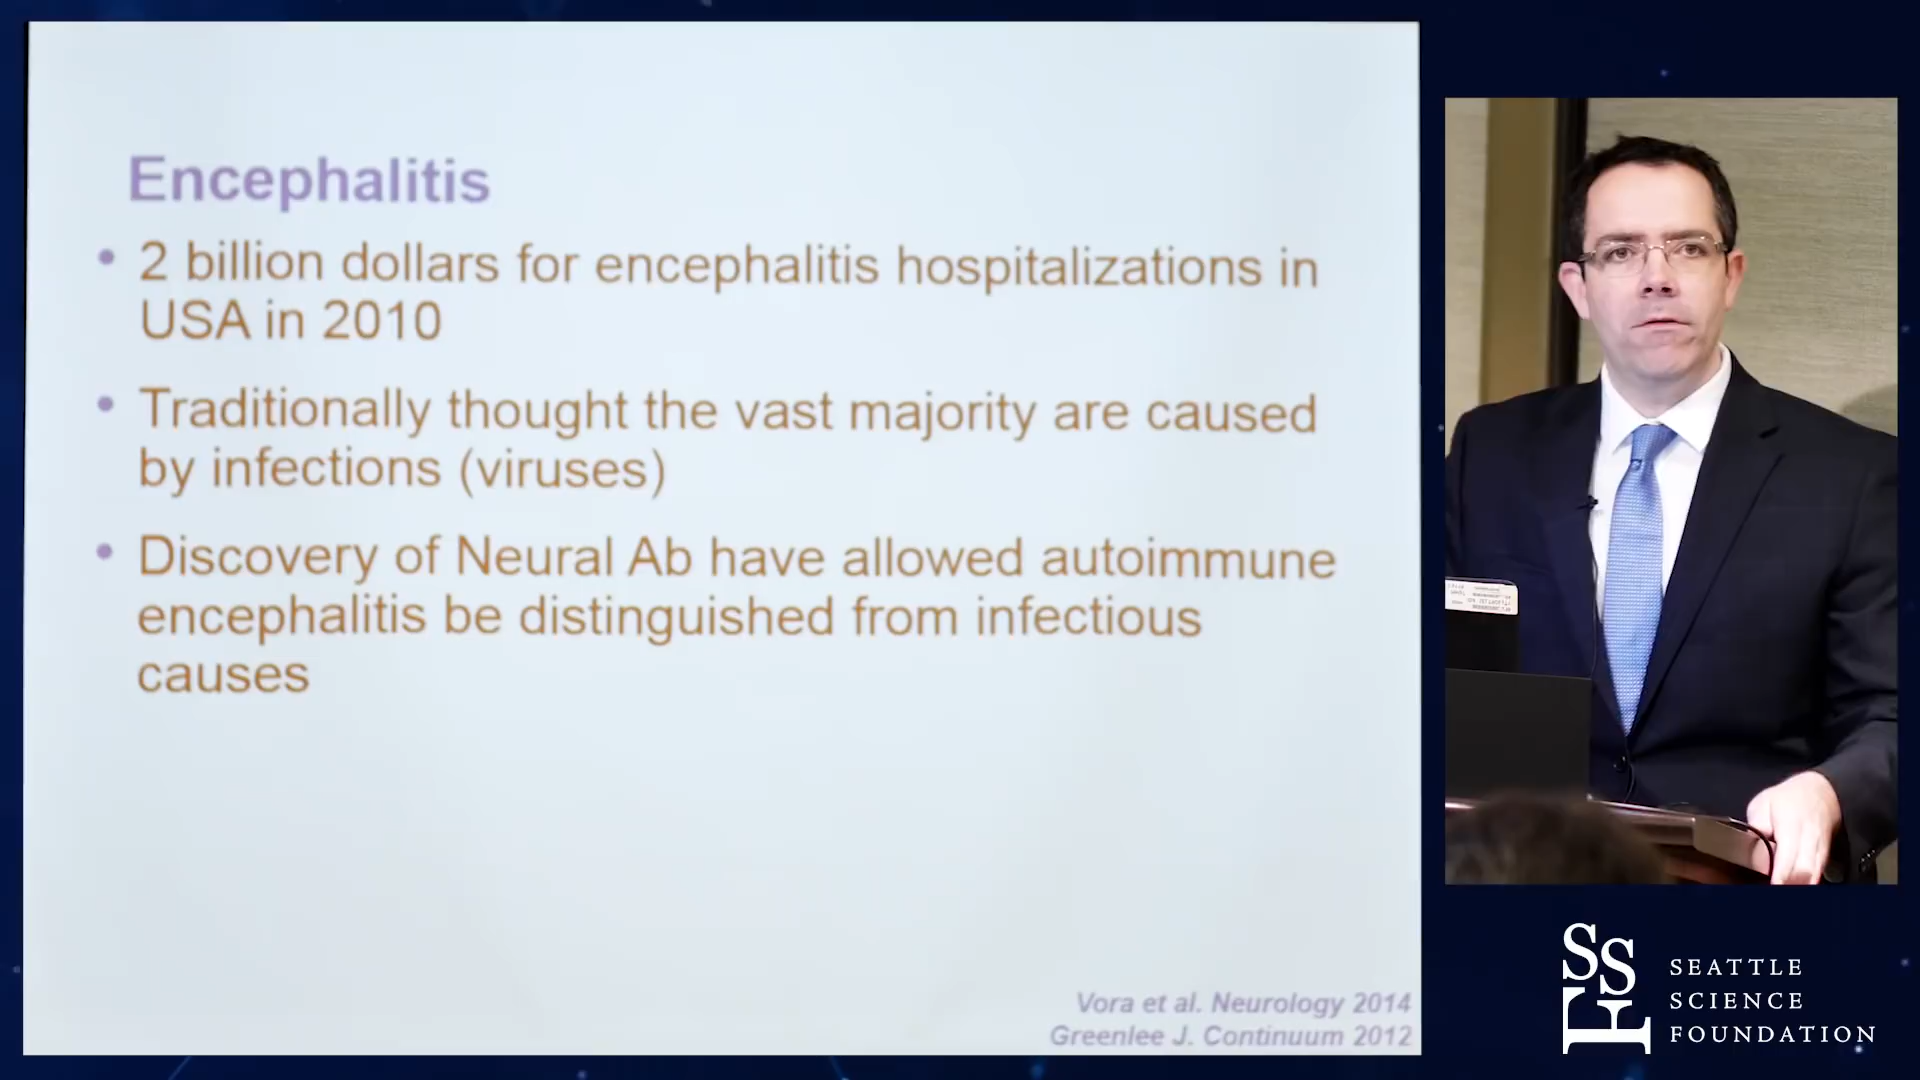 Encephalitis
• 2 billion dollars for encephalitis hospitalizations in
USA in 2010
• Traditionally thought the vast majority are caused
by infections (viruses)
• Discovery of Neural Ab have allowed autoimmune
encephalitis be distinguished from infectious
causes
Vora et al. Neurology 2014
Greenlee J. Continuum 2012
SSF
SEATTLE
SCIENCE
FOUNDATION